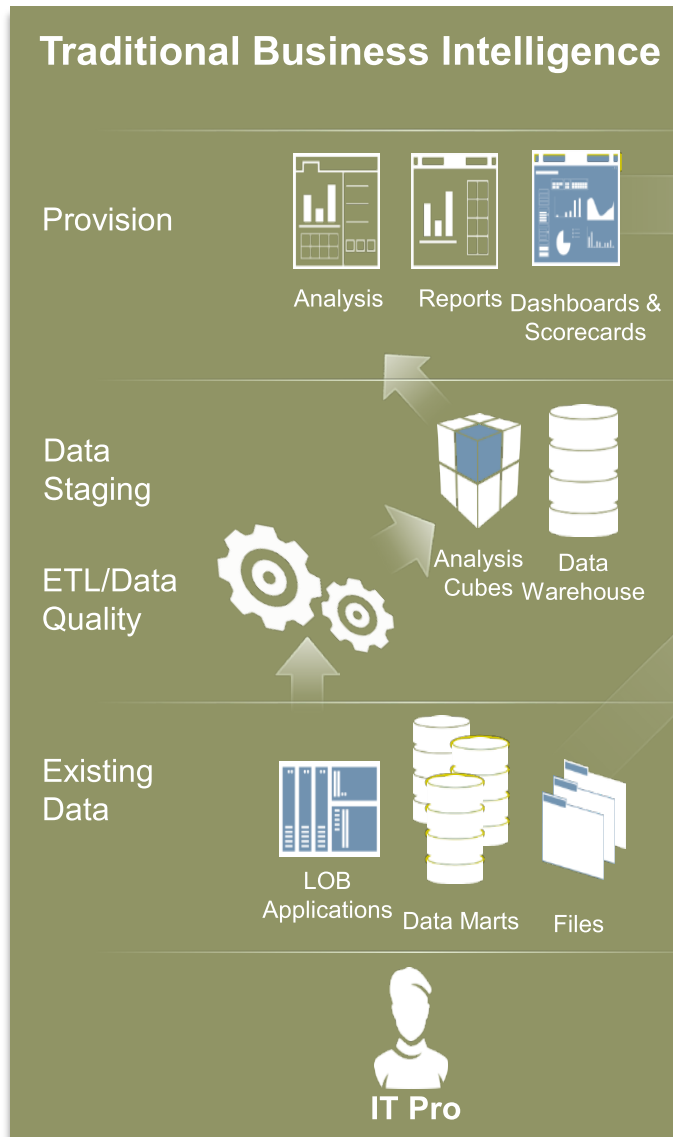 Traditional Business Intelligence
Provision
Analysis
Reports
Dashboards &
Scorecards
Data
Staging
ETL/Data
Quality
Analysis
Cubes
Data
Warehouse
Existing
Data
LOB
Applications
Data Marts
Files
IT Pro